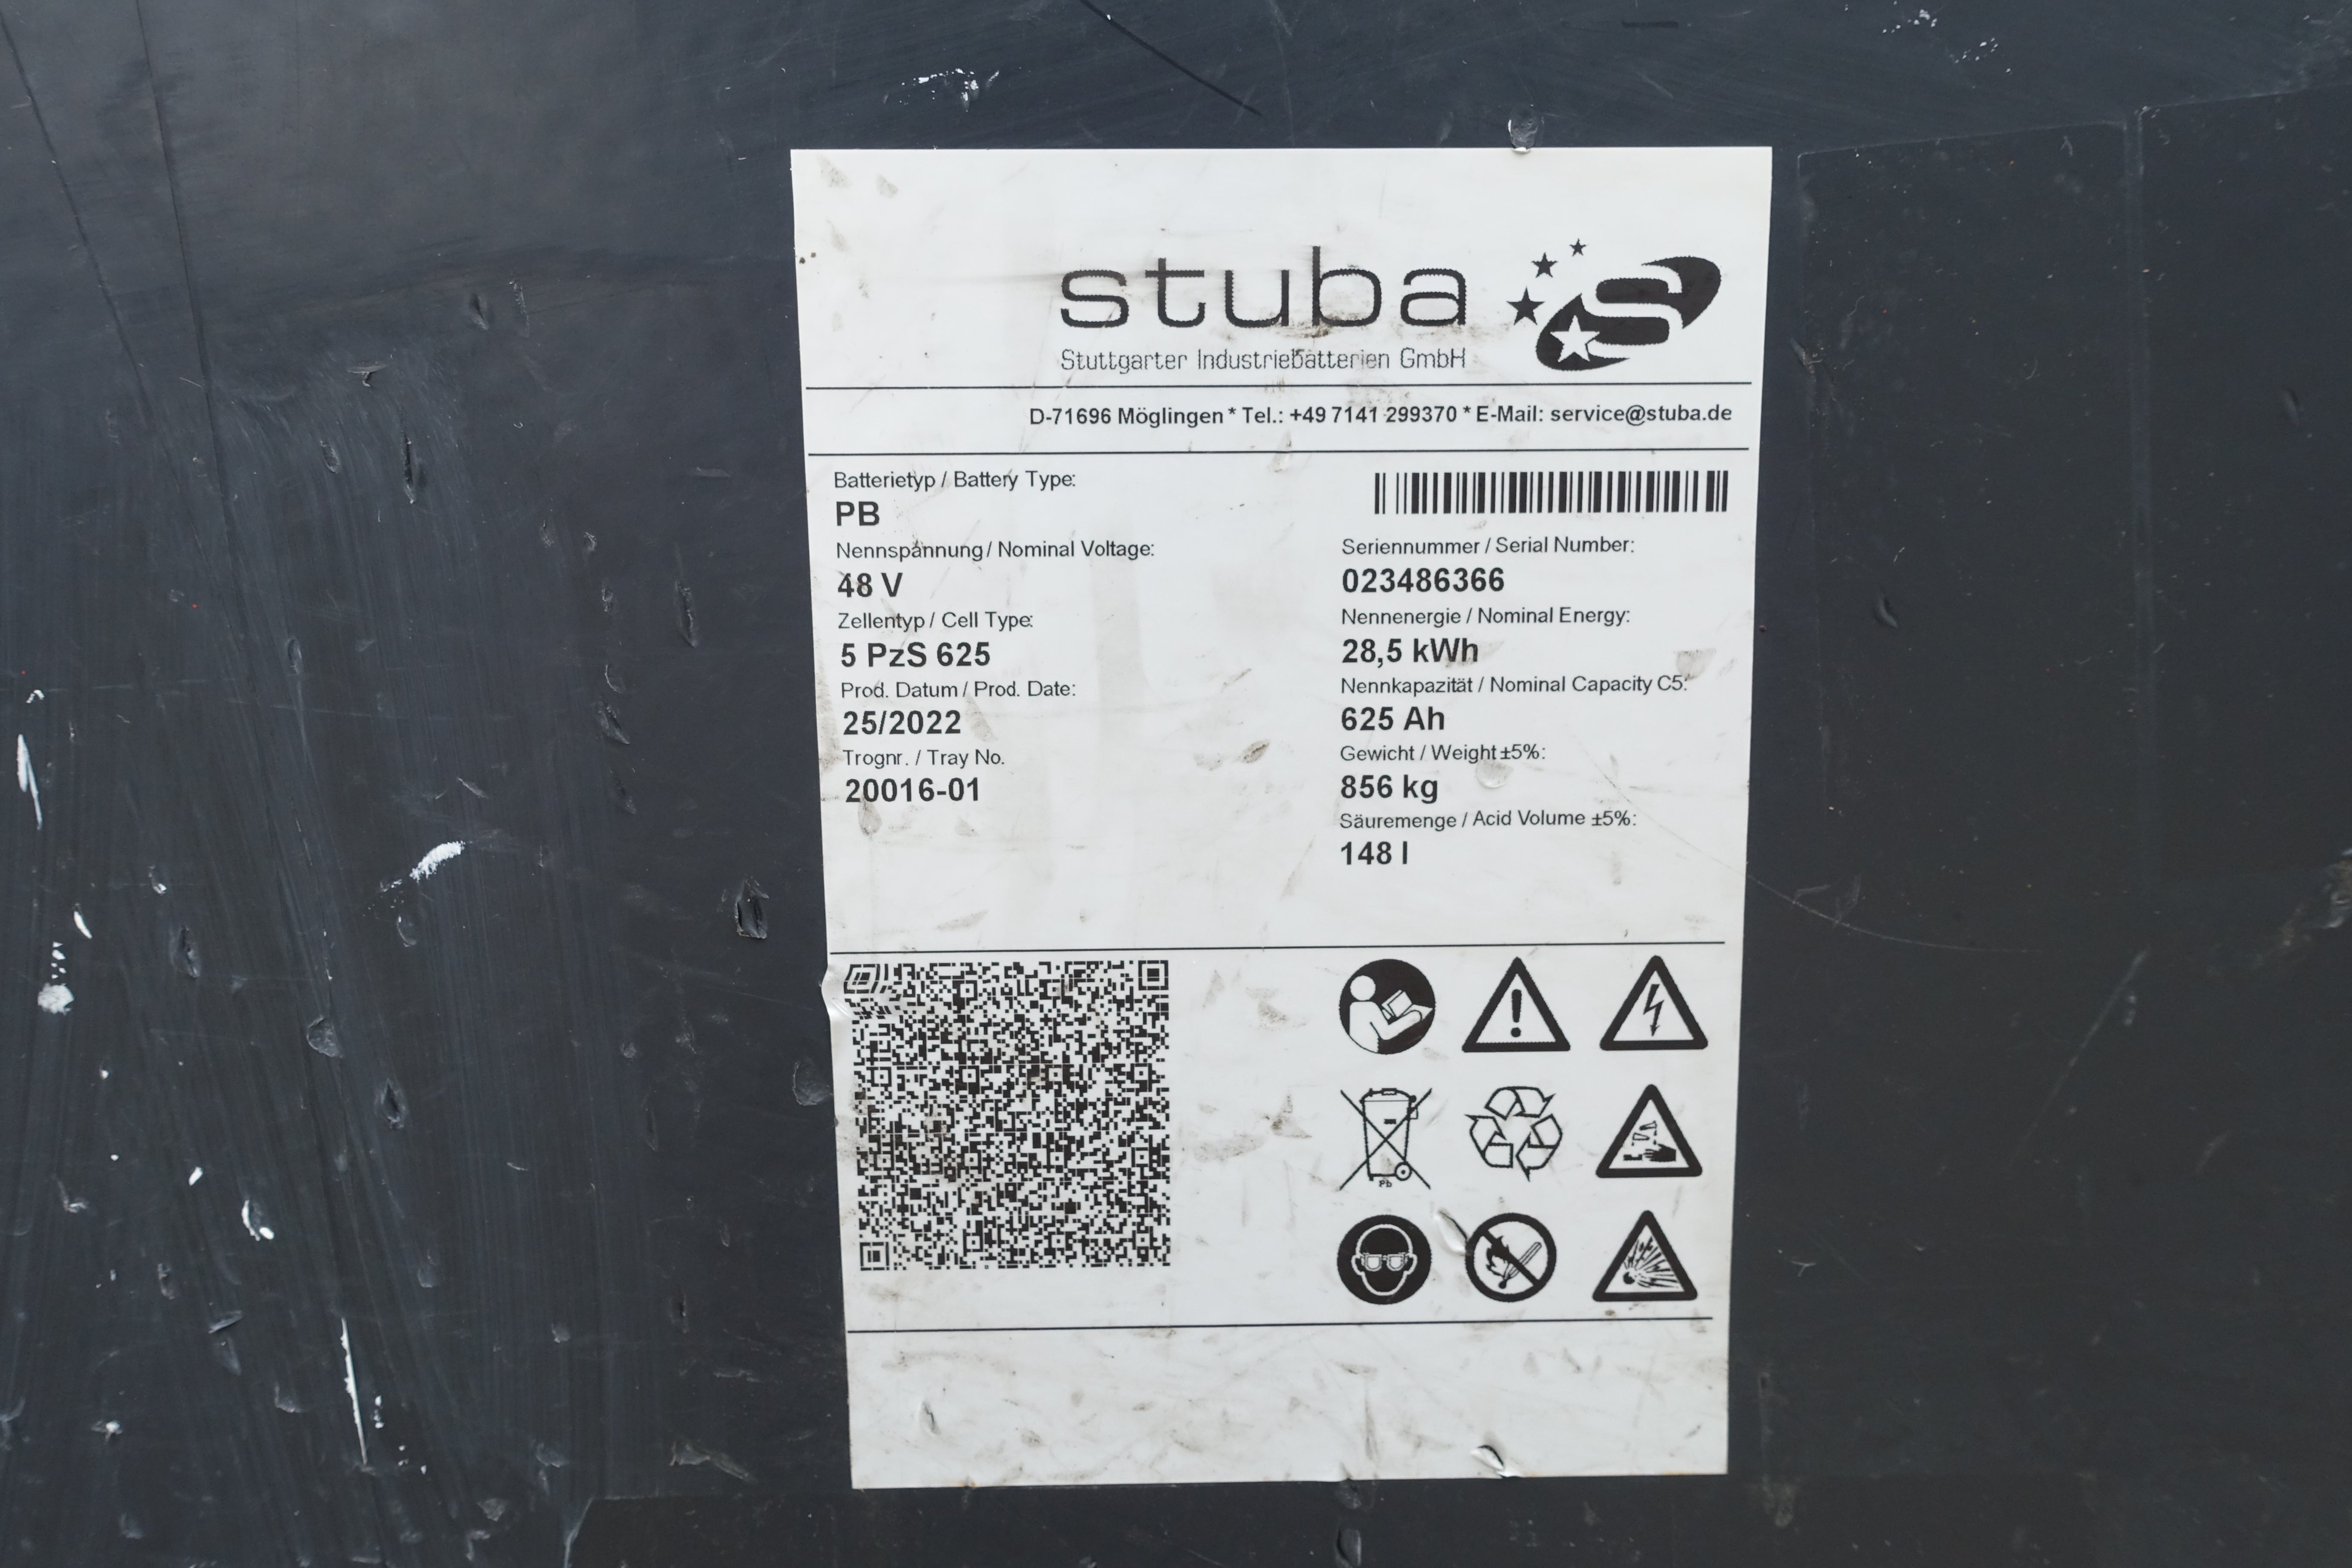 stuba
Stuttgarter Industriebatterien GmbH
D-71696 Möglingen * Tel.: +49 7141 299370 * E-Mail: service@stuba.de
Batterietyp / Battery Type:
PB
Nennspannung / Nominal Voltage:
48 V
Zellentyp / Cell Type:
5 PzS 625
Prod. Datum / Prod. Date:
25/2022
Trognr. / Tray No.
20016-01
Seriennummer / Serial Number:
023486366
Nennenergie / Nominal Energy:
28,5 kWh
Nennkapazität / Nominal Capacity C5:
625 Ah
Gewicht / Weight ±5%:
856 kg
Säuremenge / Acid Volume ±5%:
148 l
Pb